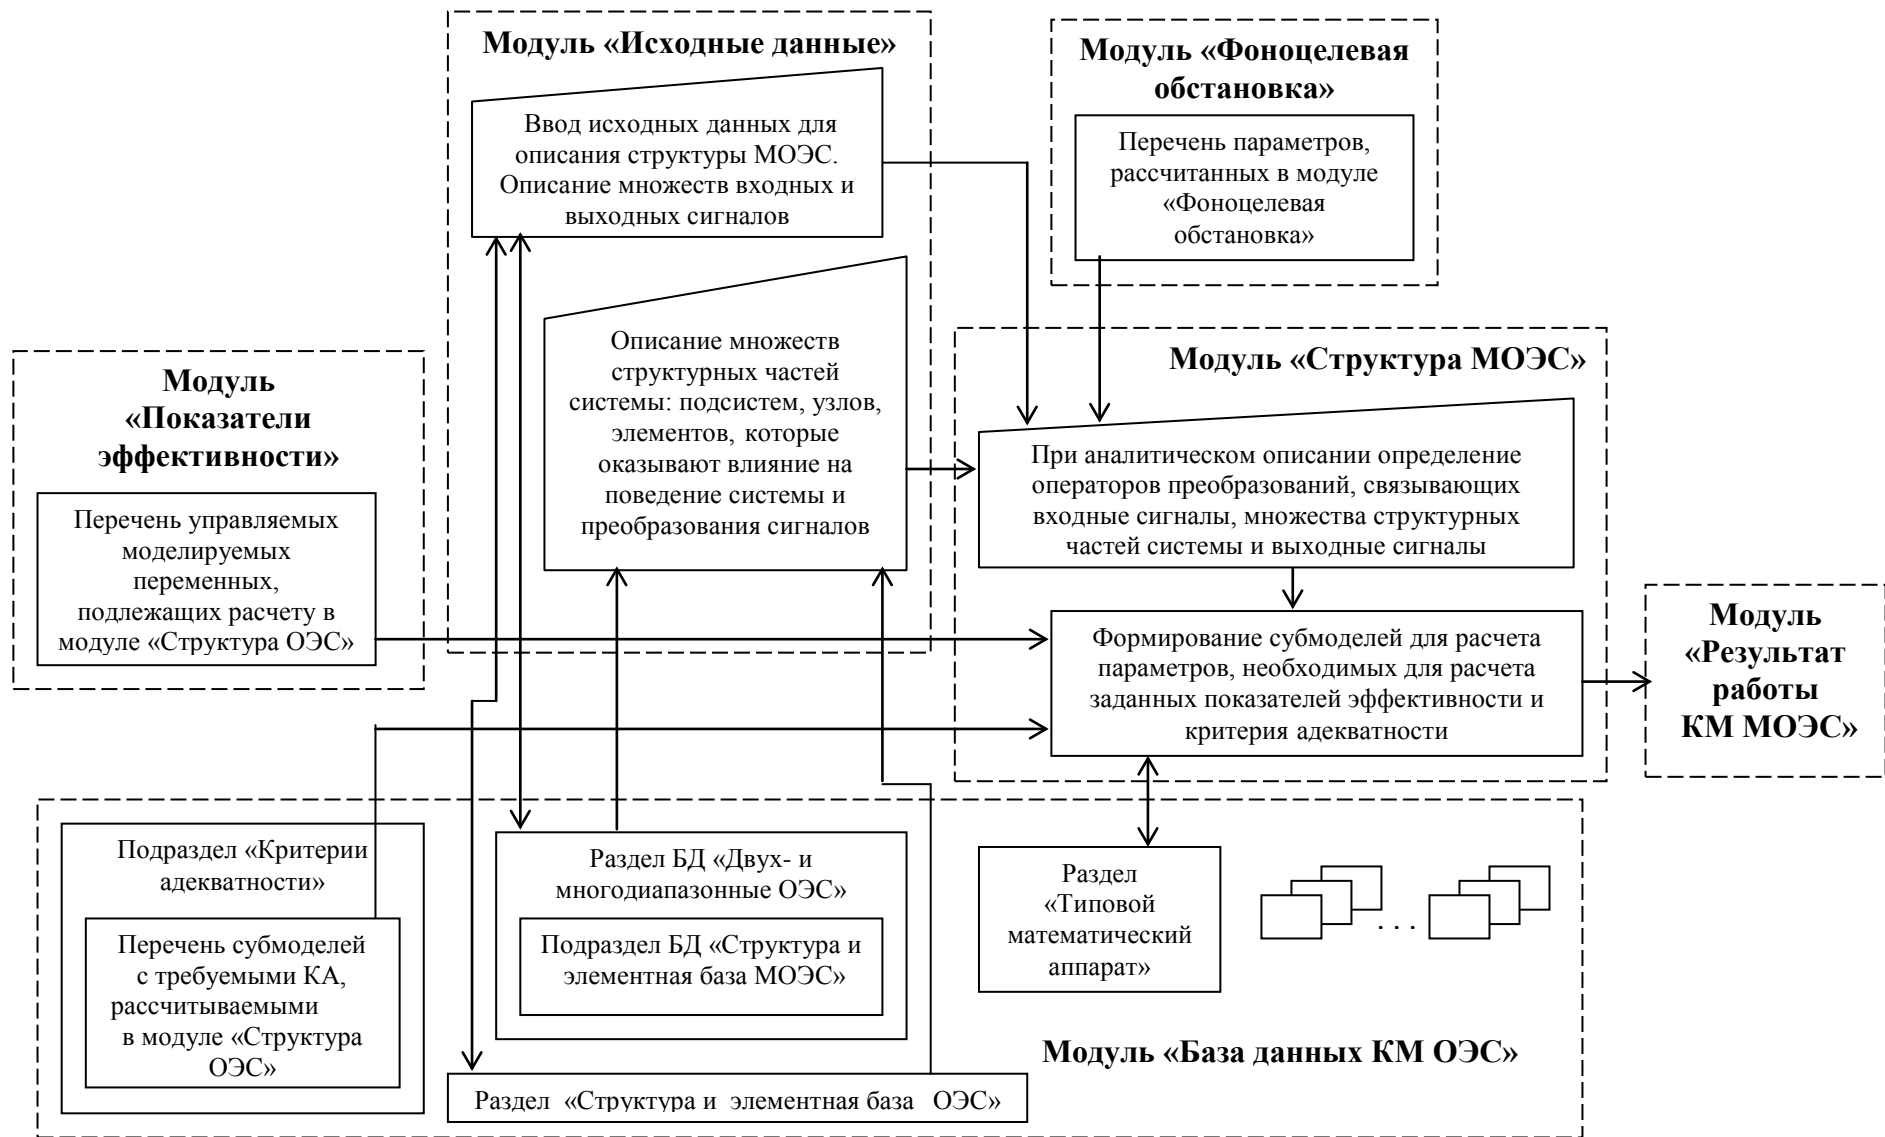 Модуль «Исходные данные»
Ввод исходных данных для
описания структуры МОЭС.
Описание множеств входных и
выходных сигналов
Описание множеств
структурных частей
системы: подсистем, узлов,
элементов, которые
оказывают влияние на
поведение системы и
преобразования сигналов
Модуль «Фоноцелевая
обстановка»
Перечень параметров,
рассчитанных в модуле
«Фоноцелевая
обстановка»
Модуль
«Показатели
эффективности»
Перечень управляемых
моделируемых
переменных,
подлежащих расчету в
модуле «Структура ОЭС»
Модуль «Структура МОЭС»
При аналитическом описании определение
операторов преобразований, связывающих
входные сигналы, множества структурных
частей системы и выходные сигналы
Формирование субмоделей для расчета
параметров, необходимых для расчета
заданных показателей эффективности и
критерия адекватности
Модуль
«Результат
работы
КМ МОЭС»
Подраздел «Критерии
адекватности»
Перечень субмоделей
с требуемыми КА,
рассчитываемыми
в модуле «Структура
ОЭС»
Раздел БД «Двух- и
многодиапазонные ОЭС»
Подраздел БД «Структура и
элементная база МОЭС»
Раздел
«Типовой
математический
аппарат»
. . .
Модуль «База данных КМ ОЭС»
Раздел «Структура и элементная база ОЭС»